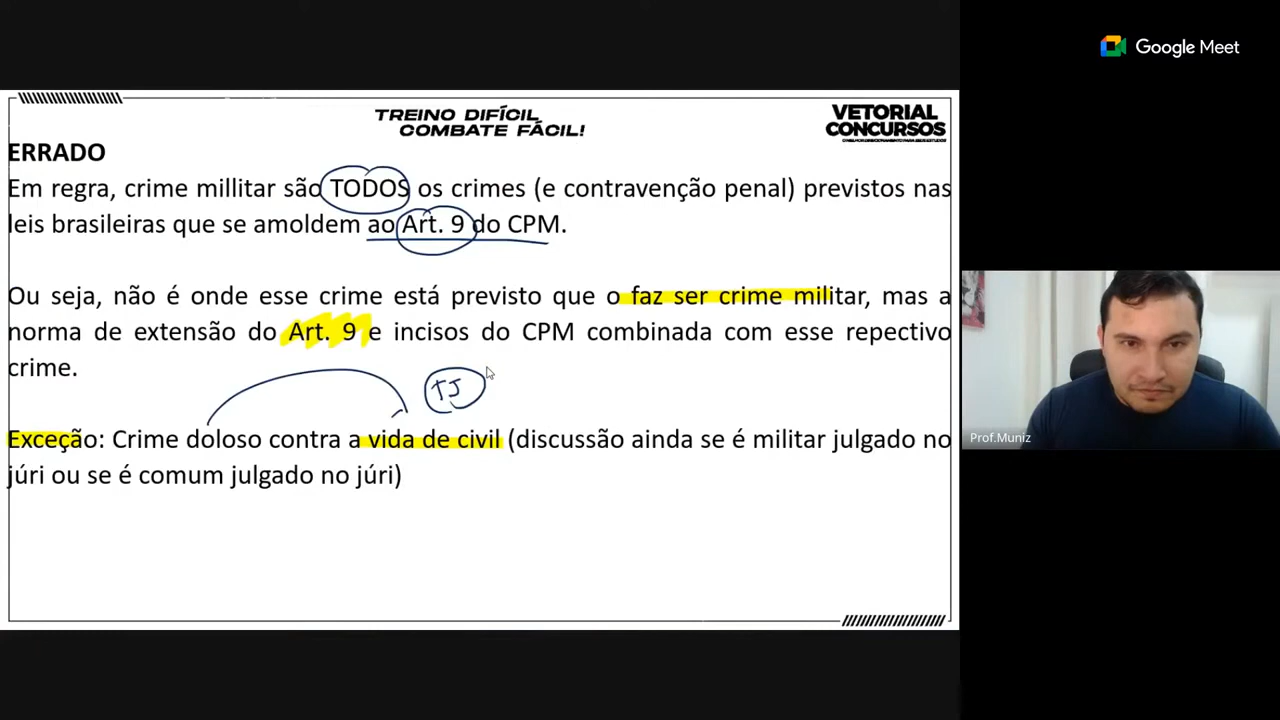 Google Meet
TREINO DIFÍCIL
COMBATE FÁCIL!
VETORIAL
CONCURSOS
ERRADO
Em regra, crime millitar são TODOS os crimes (e contravenção penal) previstos nas
leis brasileiras que se amoldem ao Art. 9 do CPM.
Ou seja, não é onde esse crime está previsto que o faz ser crime militar, mas a
norma de extensão do Art. 9 e incisos do CPM combinada com esse repectivo
crime.
TJ
Exceção: Crime doloso contra a vida de civil (discussão ainda se é militar julgado no
júri ou se é comum julgado no júri)
Prof.Muniz